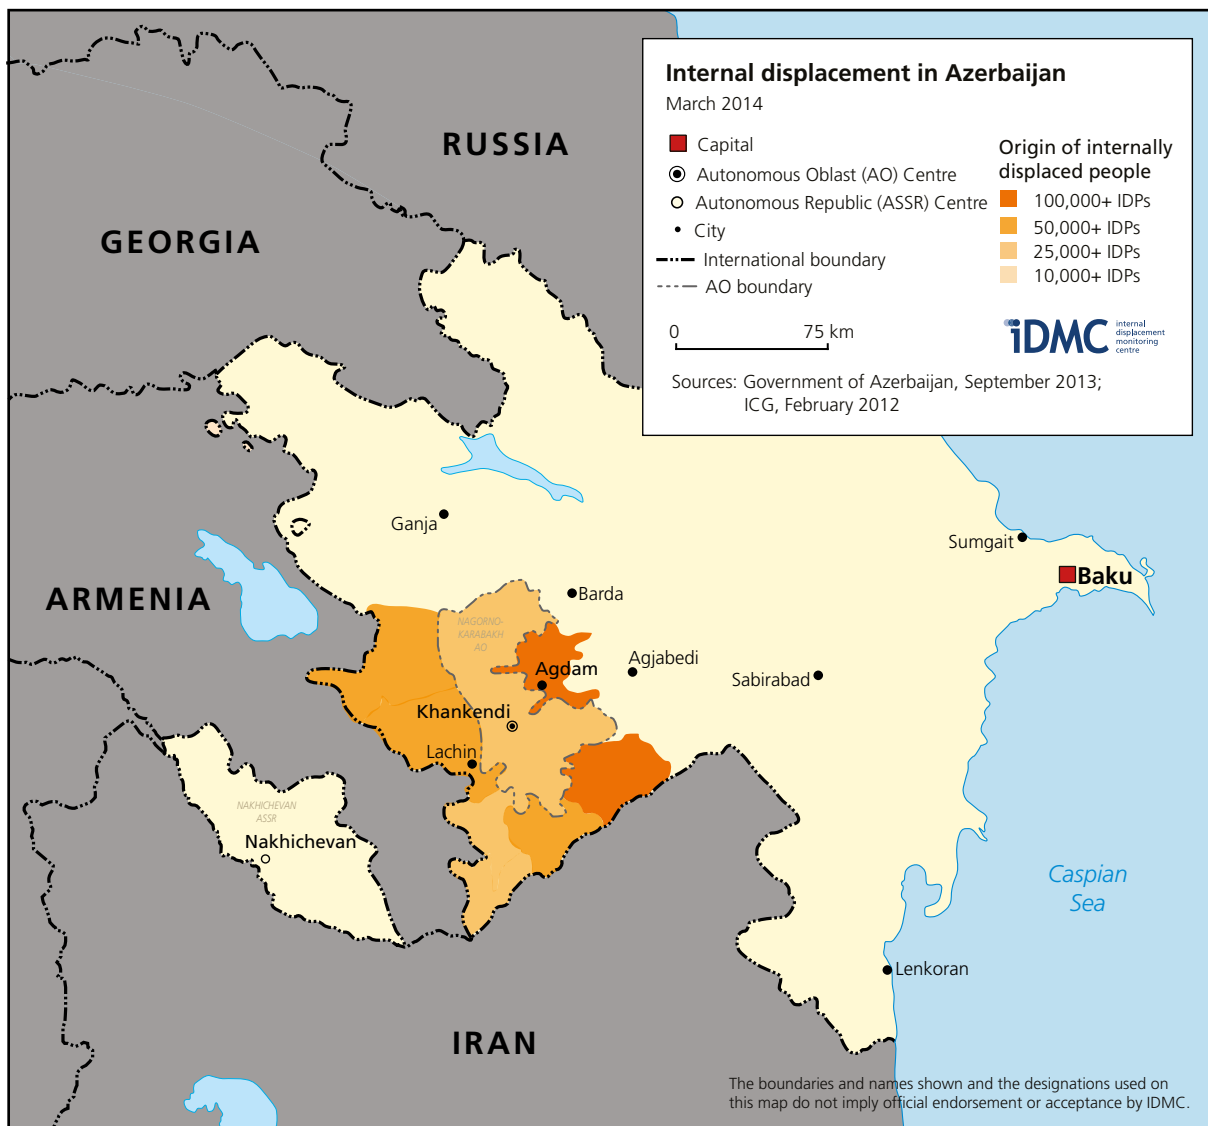 Internal displacement in Azerbaijan
March 2014
Capital
Autonomous Oblast (AO) Centre
Autonomous Republic (ASSR) Centre
City
International boundary
AO boundary
0 75 km
Origin of internally
displaced people
100,000+ IDPs
50,000+ IDPs
25,000+ IDPs
10,000+ IDPs
iDMC
internal
displacement
monitoring
centre
Sources: Government of Azerbaijan, September 2013;
ICG, February 2012
RUSSIA
GEORGIA
Ganja
Sumgait
Baku
ARMENIA
Barda
NAGORNO-
KARABAKH
AO
Agdam
Agjabedi
Sabirabad
Khankendi
Lachin
NAKHICHEVAN
ASSR
Nakhichevan
Caspian
Sea
Lenkoran
IRAN
The boundaries and names shown and the designations used on
this map do not imply official endorsement or acceptance by IDMC.